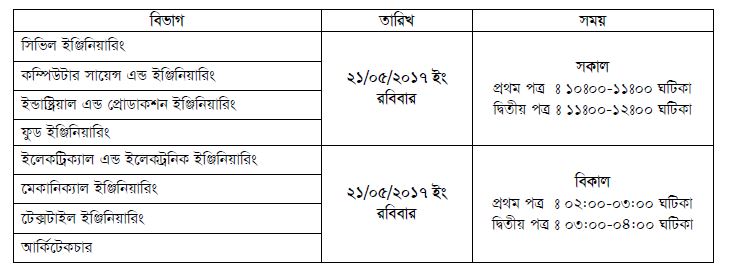 বিভাগ তারিখ সময়
সিভিল ইঞ্জিনিয়ারিং
কম্পিউটার সায়েন্স এন্ড ইঞ্জিনিয়ারিং
ইন্ডাষ্ট্রিয়াল এন্ড প্রোডাকশন ইঞ্জিনিয়ারিং
ফুড ইঞ্জিনিয়ারিং
২১/০৫/২০১৭ ইং
রবিবার
সকাল
প্রথম পত্র ঃ ১০ঃ০০-১১ঃ০০ ঘটিকা
দ্বিতীয় পত্র ঃ ১১ঃ০০-১২ঃ০০ ঘটিকা
ইলেকট্রিক্যাল এন্ড ইলেকট্রনিক ইঞ্জিনিয়ারিং
মেকানিক্যাল ইঞ্জিনিয়ারিং
টেক্সটাইল ইঞ্জিনিয়ারিং
আর্কিটেকচার
২১/০৫/২০১৭ ইং
রবিবার
বিকাল
প্রথম পত্র ঃ ০২:০০-০৩:০০ ঘটিকা
দ্বিতীয় পত্র ঃ ০৩:০০-০৪:০০ ঘটিকা